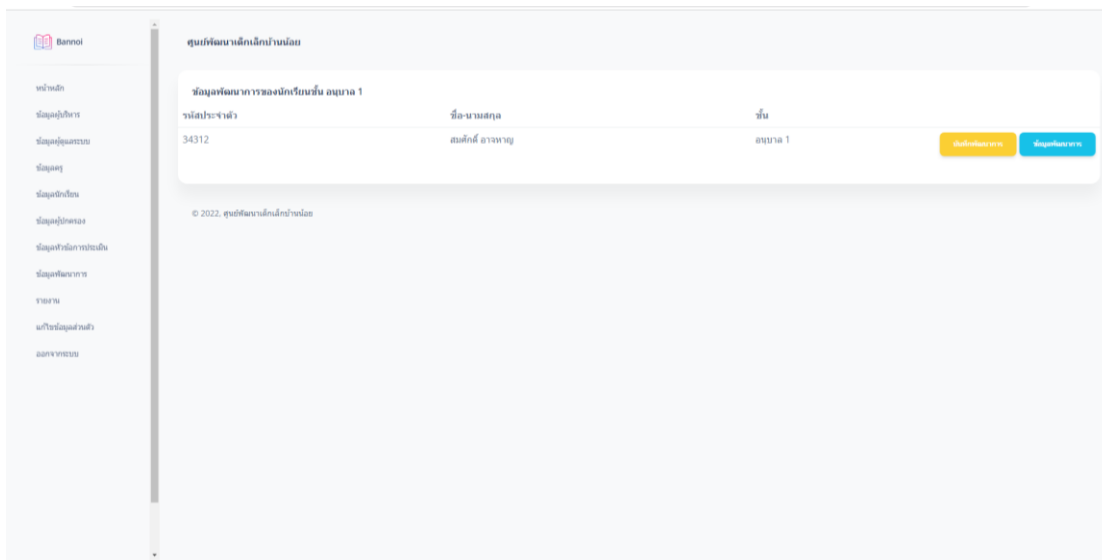 Bannoi
หน้าหลัก
ข้อมูลผู้บริหาร
ข้อมูลผู้ดูแลระบบ
ข้อมูลครู
ข้อมูลนักเรียน
ข้อมูลผู้ปกครอง
ข้อมูลหัวข้อการประเมิน
ข้อมูลพัฒนาการ
รายงาน
แก้ไขข้อมูลส่วนตัว
ออกจากระบบ
ศูนย์พัฒนาเด็กเล็กบ้านน้อย
ข้อมูลพัฒนาการของนักเรียนชั้น อนุบาล 1
รหัสประจำตัว ชื่อ-นามสกุล ชั้น
34312 สมศักดิ์ อาจหาญ อนุบาล 1 บันทึกพัฒนาการ ข้อมูลพัฒนาการ
© 2022, ศูนย์พัฒนาเด็กเล็กบ้านน้อย